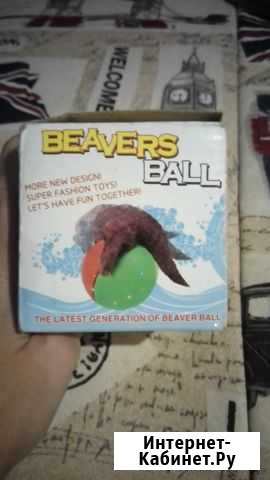 WELCOME
BEAVERS
BALL
MORE NEW DESIGN!
SUPER FASHION TOYS!
LET'S HAVE FUN TOGETHER!
THE LATEST GENERATION OF BEAVER BALL
Интернет-
Кабинет.Ру